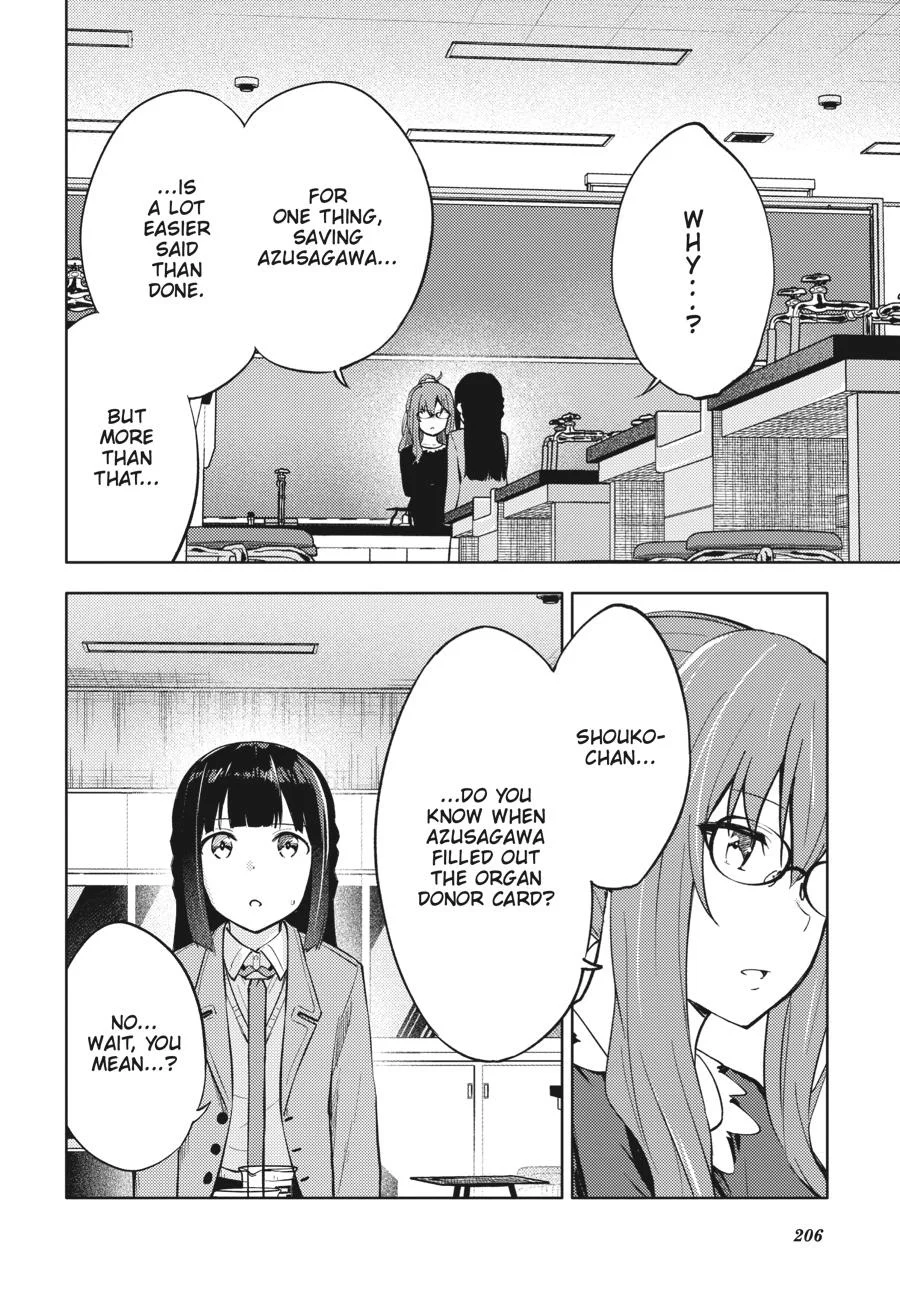 WHY...?
FOR
ONE THING,
SAVING
AZUSAGAWA...
...IS
A LOT
EASIER
SAID
THAN
DONE.
BUT
MORE
THAN
THAT...
SHOUKO-
CHAN...
...DO YOU
KNOW WHEN
AZUSAGAWA
FILLED OUT
THE ORGAN
DONOR CARD?
NO...
WAIT, YOU
MEAN...?
206